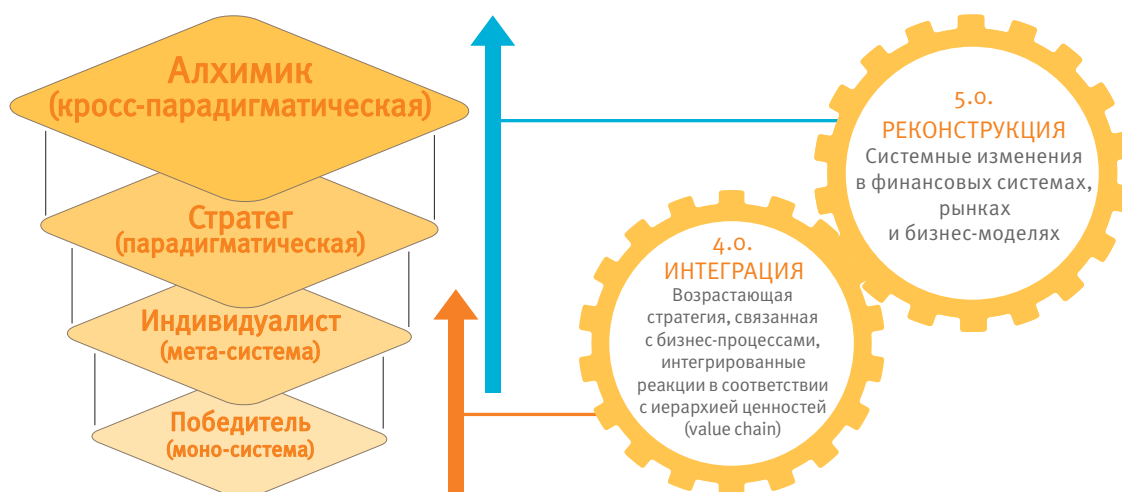 Алхимик
(кросс-парадигматическая)
Стратег
(парадигматическая)
Индивидуалист
(мета-система)
Победитель
(моно-система)
5.0.
РЕКОНСТРУКЦИЯ
Системные изменения
в финансовых системах,
рынках
и бизнес-моделях
4.0.
ИНТЕГРАЦИЯ
Возрастающая
стратегия, связанная
с бизнес-процессами,
интегрированные
реакции в соответствии
с иерархией ценностей
(value chain)